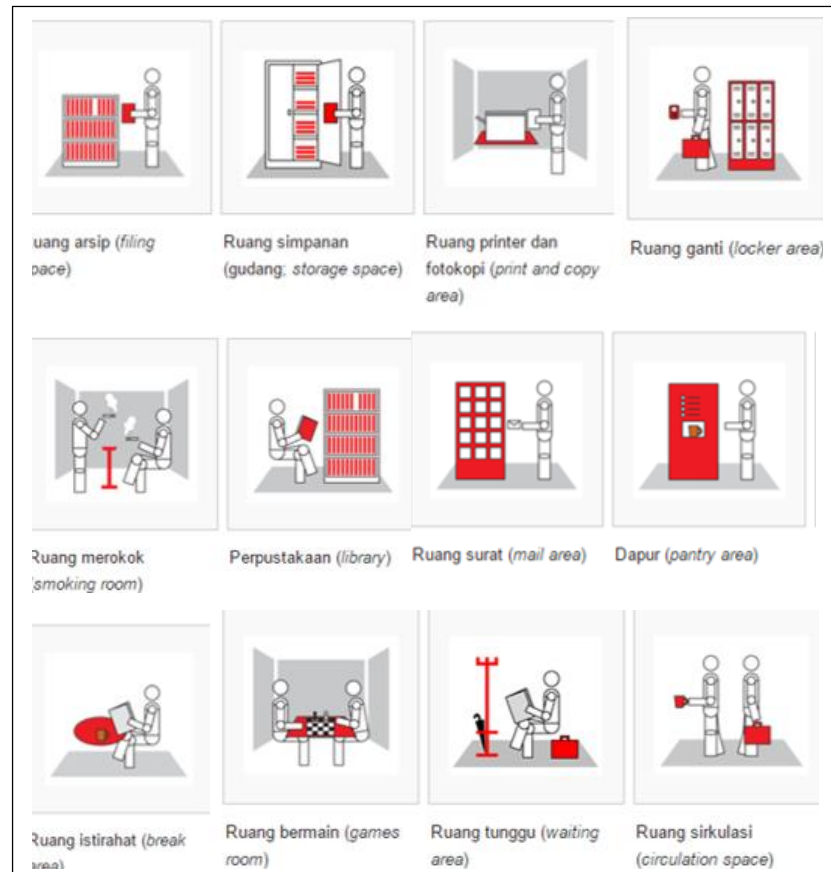 uang arsip (filing
pace)
Ruang simpanan
(gudang; storage space)
Ruang printer dan
fotokopi (print and copy
area)
Ruang ganti (locker area)
Ruang merokok
(smoking room)
Perpustakaan (library)
Ruang surat (mail area)
Dapur (pantry area)
Ruang istirahat (break
area)
Ruang bermain (games
room)
Ruang tunggu (waiting
area)
Ruang sirkulasi
(circulation space)